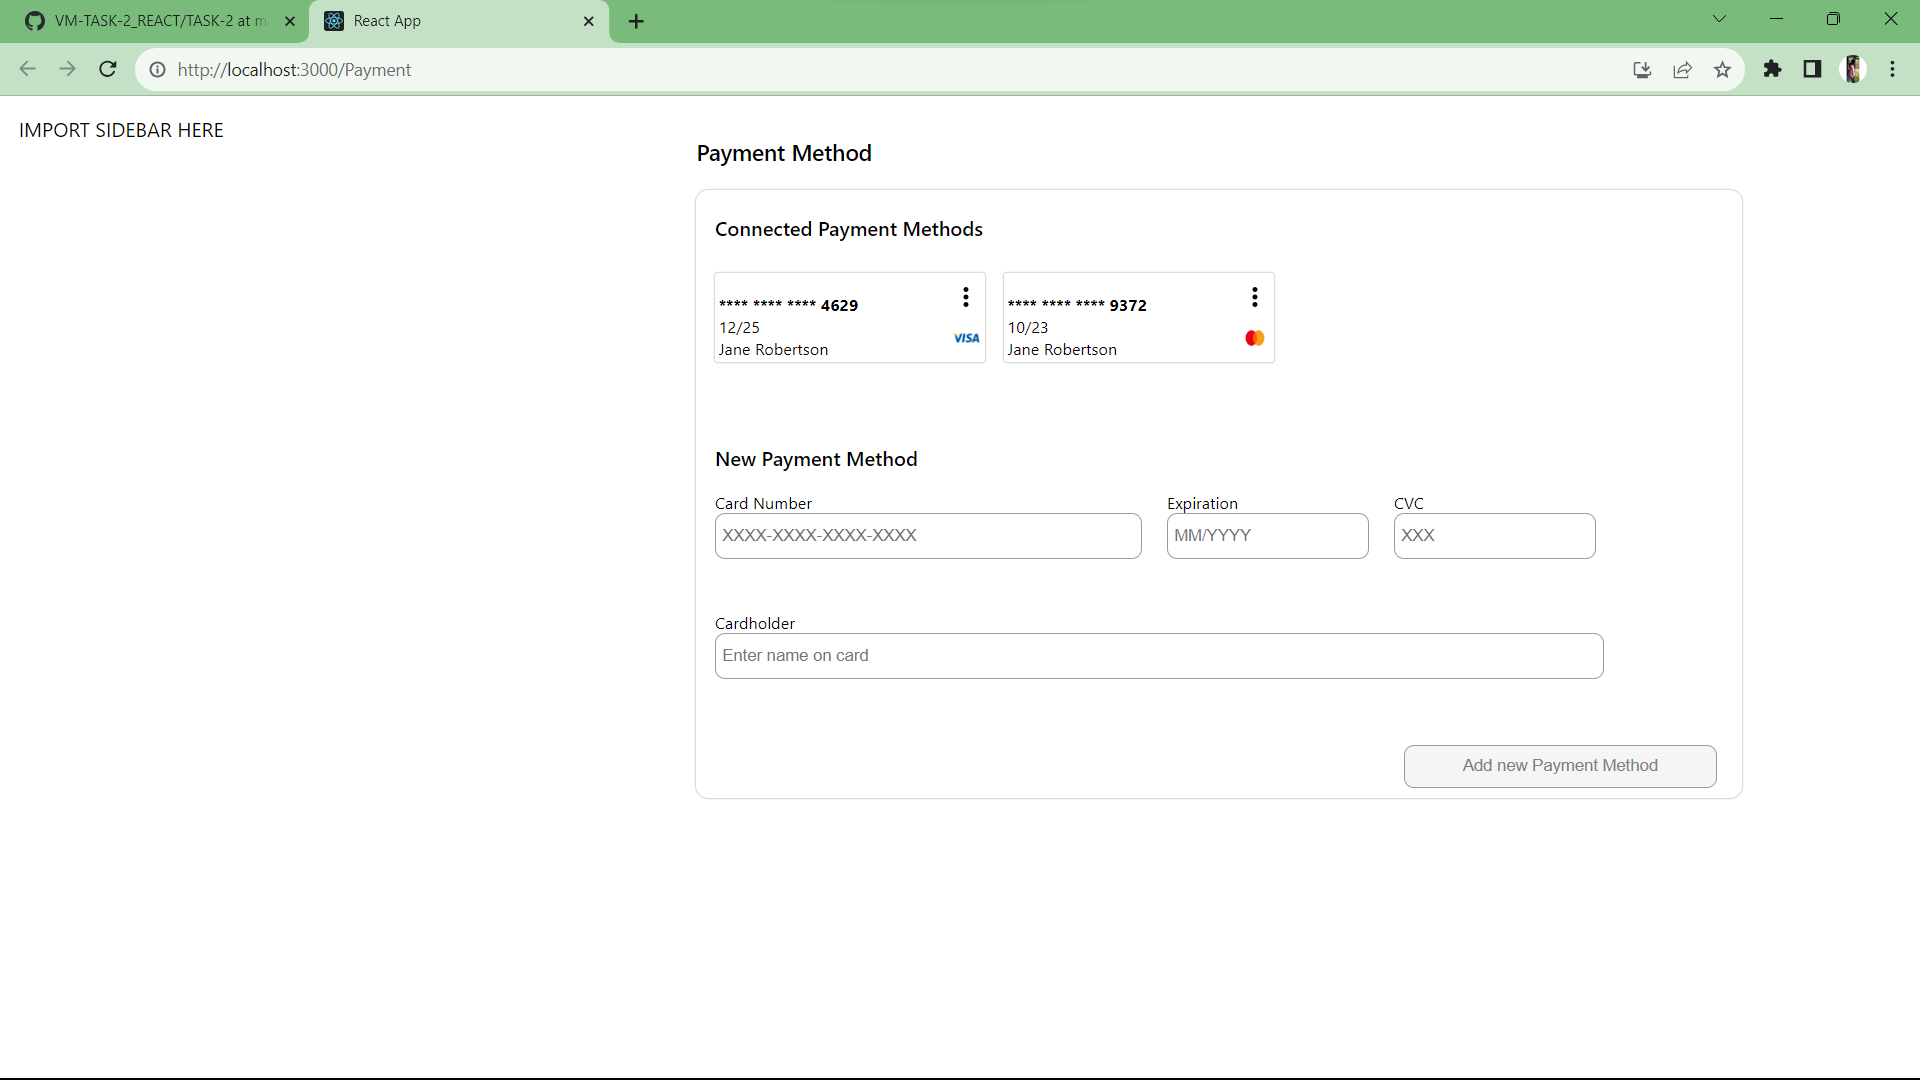 VM-TASK-2_REACT/TASK-2 at m
React App
http://localhost:3000/Payment
IMPORT SIDEBAR HERE
Payment Method
Connected Payment Methods
**** **** **** 4629
12/25
Jane Robertson
VISA
**** **** **** 9372
10/23
Jane Robertson
New Payment Method
Card Number
Expiration
CVC
XXXX-XXXX-XXXX-XXXX
MM/YYYY
XXX
Cardholder
Enter name on card
Add new Payment Method